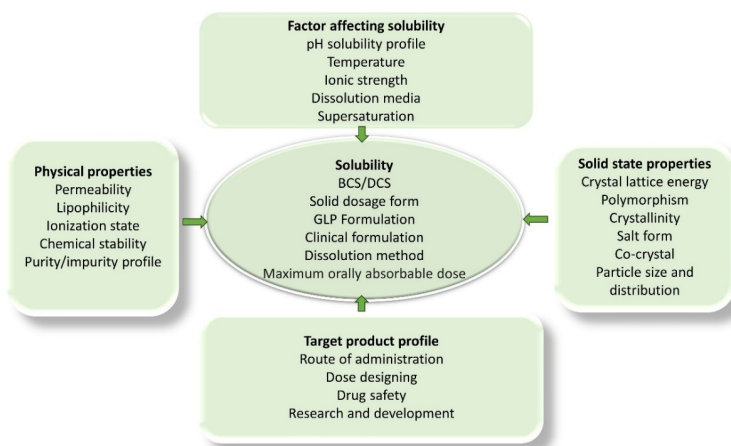 Factor affecting solubility
pH solubility profile
Temperature
Ionic strength
Dissolution media
Supersaturation
Physical properties
Permeability
Lipophilicity
Ionization state
Chemical stability
Purity/impurity profile
Solubility
BCS/DCS
Solid dosage form
GLP Formulation
Clinical formulation
Dissolution method
Maximum orally absorbable dose
Solid state properties
Crystal lattice energy
Polymorphism
Crystallinity
Salt form
Co-crystal
Particle size and
distribution
Target product profile
Route of administration
Dose designing
Drug safety
Research and development